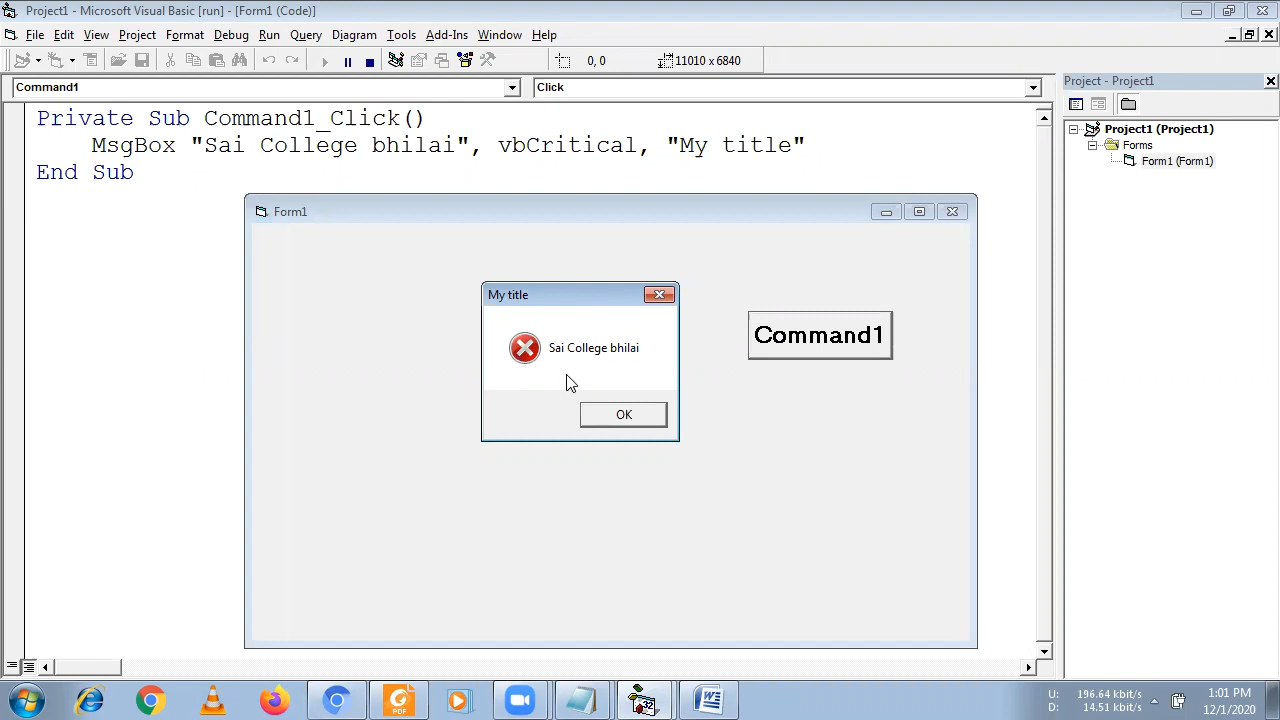 Project1 - Microsoft Visual Basic [run] - [Form1 (Code)]
File Edit View Project Format Debug Run Query Diagram Tools Add-Ins Window Help
0, 0 11010 x 6840
Command1 Click
Private Sub Command1_Click()
MsgBox "Sai College bhilai", vbCritical, "My title"
End Sub
Form1
My title
Sai College bhilai
OK
Command1
Project - Project1
Project1 (Project1)
Forms
Form1 (Form1)
PDF
32
W
U: 196.64 kbit/s
D: 14.51 kbit/s
1:01 PM
12/1/2020